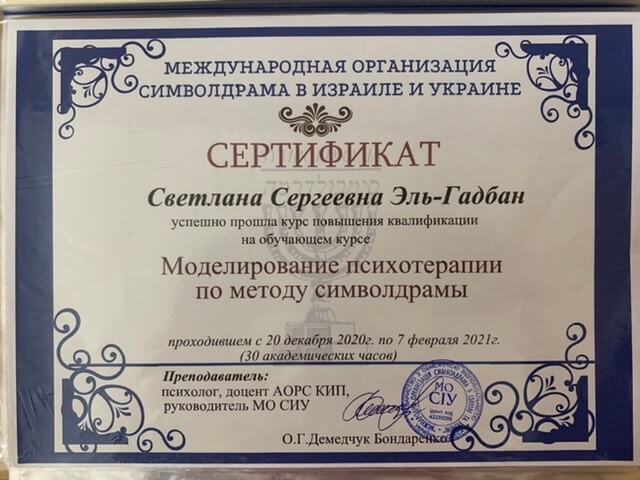 МЕЖДУНАРОДНАЯ ОРГАНИЗАЦИЯ
СИМВОЛДРАМА В ИЗРАИЛЕ И УКРАИНЕ
СЕРТИФИКАТ
Светлана Сергеевна Эль-Гадбан
успешно прошла курс повышения квалификации
на обучающем курсе
Моделирование психотерапии
по методу символдрамы
проходившем с 20 декабря 2020г. по 7 февраля 2021г.
(30 академических часов)
Преподаватель:
психолог, доцент АОРС КИП,
руководитель МО СИУ
О.Г.Демедчук Бондаренко
МО
СІУ